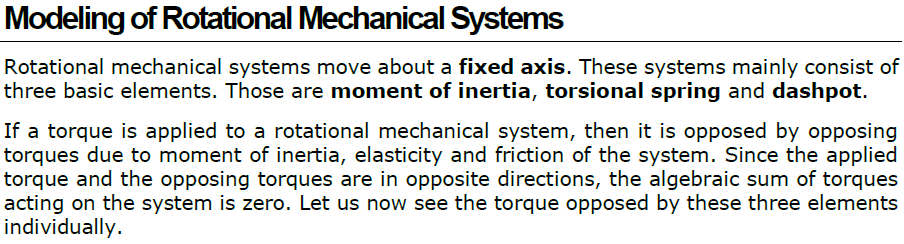 Modeling of Rotational Mechanical Systems
Rotational mechanical systems move about a fixed axis. These systems mainly consist of
three basic elements. Those are moment of inertia, torsional spring and dashpot.
If a torque is applied to a rotational mechanical system, then it is opposed by opposing
torques due to moment of inertia, elasticity and friction of the system. Since the applied
torque and the opposing torques are in opposite directions, the algebraic sum of torques
acting on the system is zero. Let us now see the torque opposed by these three elements
individually.